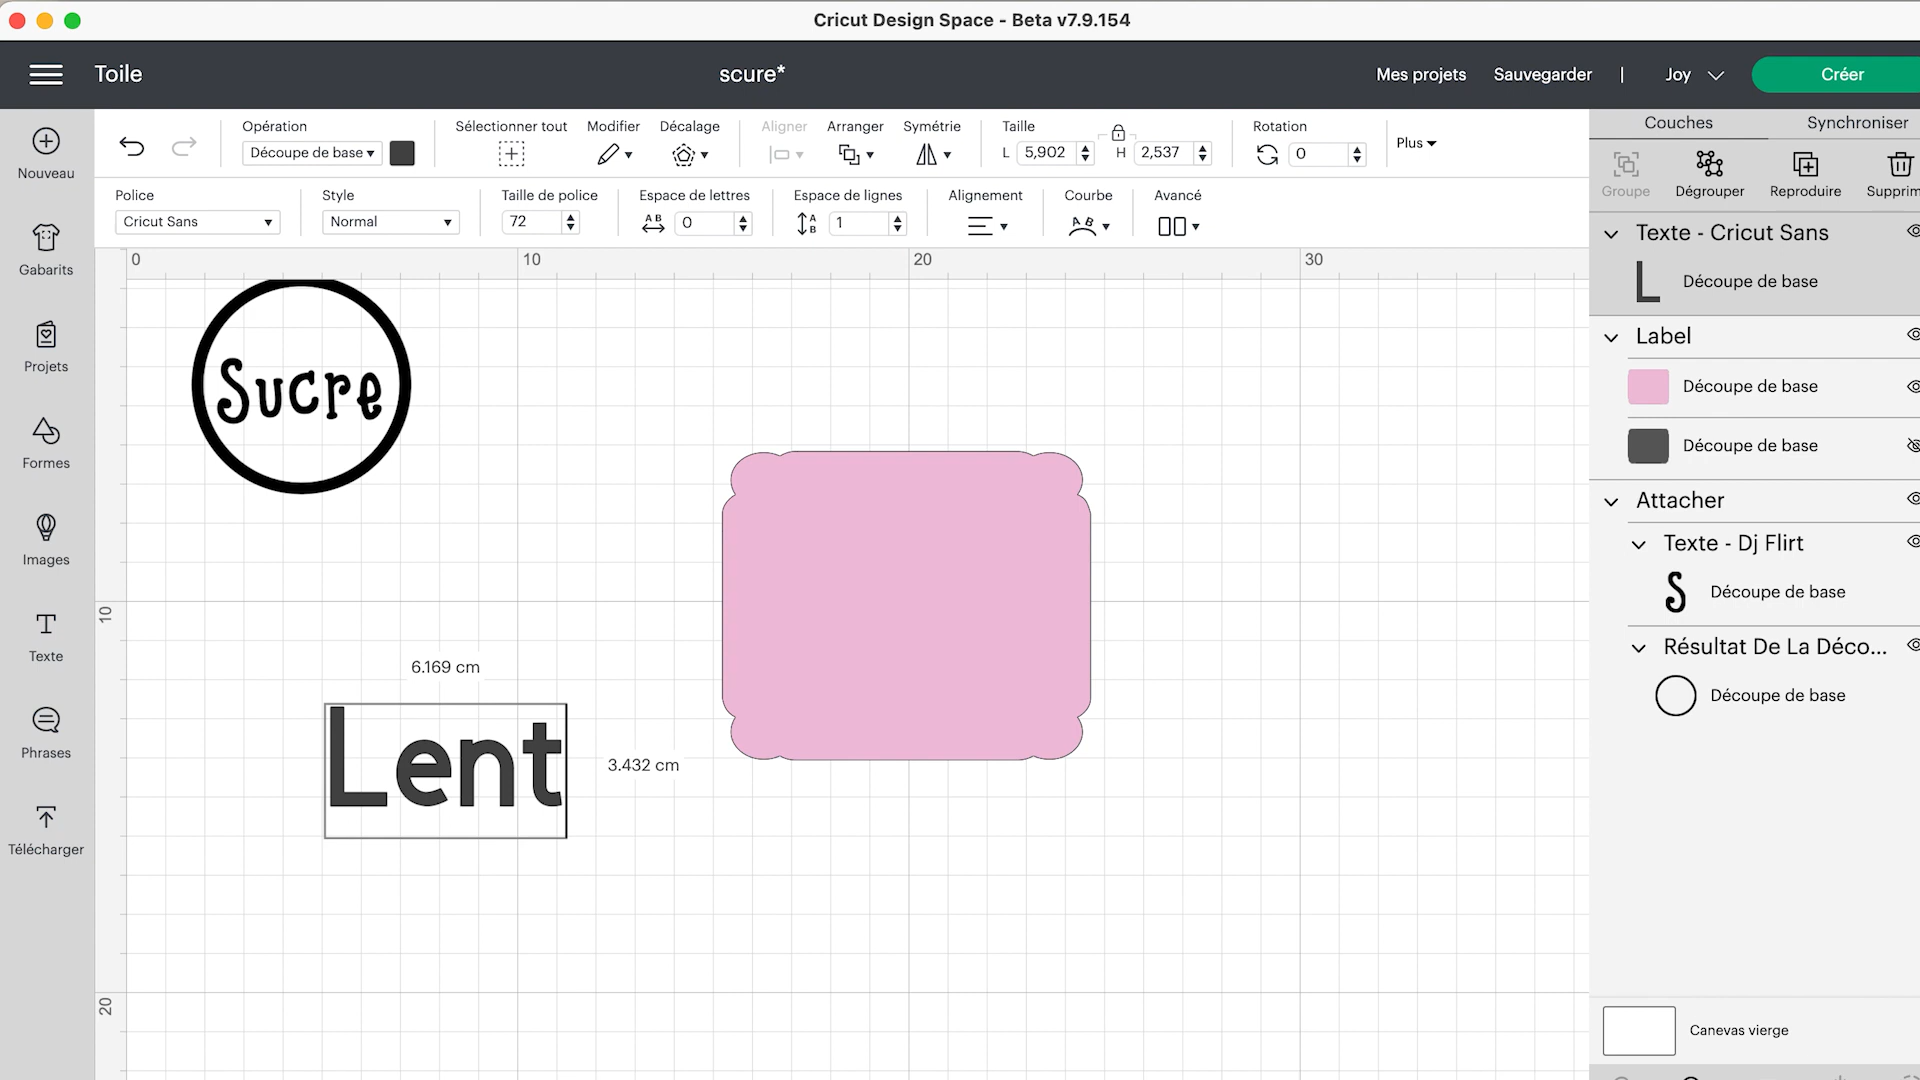 Cricut Design Space - Beta v7.9.154
Toile
scure*
Mes projets
Sauvegarder
|
Joy
Créer
Nouveau
Gabarits
Projets
Formes
Images
Texte
Phrases
Télécharger
Opération
Découpe de base
Sélectionner tout
Modifier
Décalage
Aligner
Arranger
Symétrie
Taille
L 5,902
H 2,537
Rotation
0
Plus
Police
Cricut Sans
Style
Normal
Taille de police
72
Espace de lettres
0
Espace de lignes
1
Alignement
Courbe
Avancé
0 10 20 30
10
20
Sucre
6.169 cm
Lent
3.432 cm
Couches
Synchroniser
Groupe
Dégrouper
Reproduire
Supprim
Texte - Cricut Sans
L Découpe de base
Label
Découpe de base
Découpe de base
Attacher
Texte - Dj Flirt
S Découpe de base
Résultat De La Déco...
Découpe de base
Canevas vierge